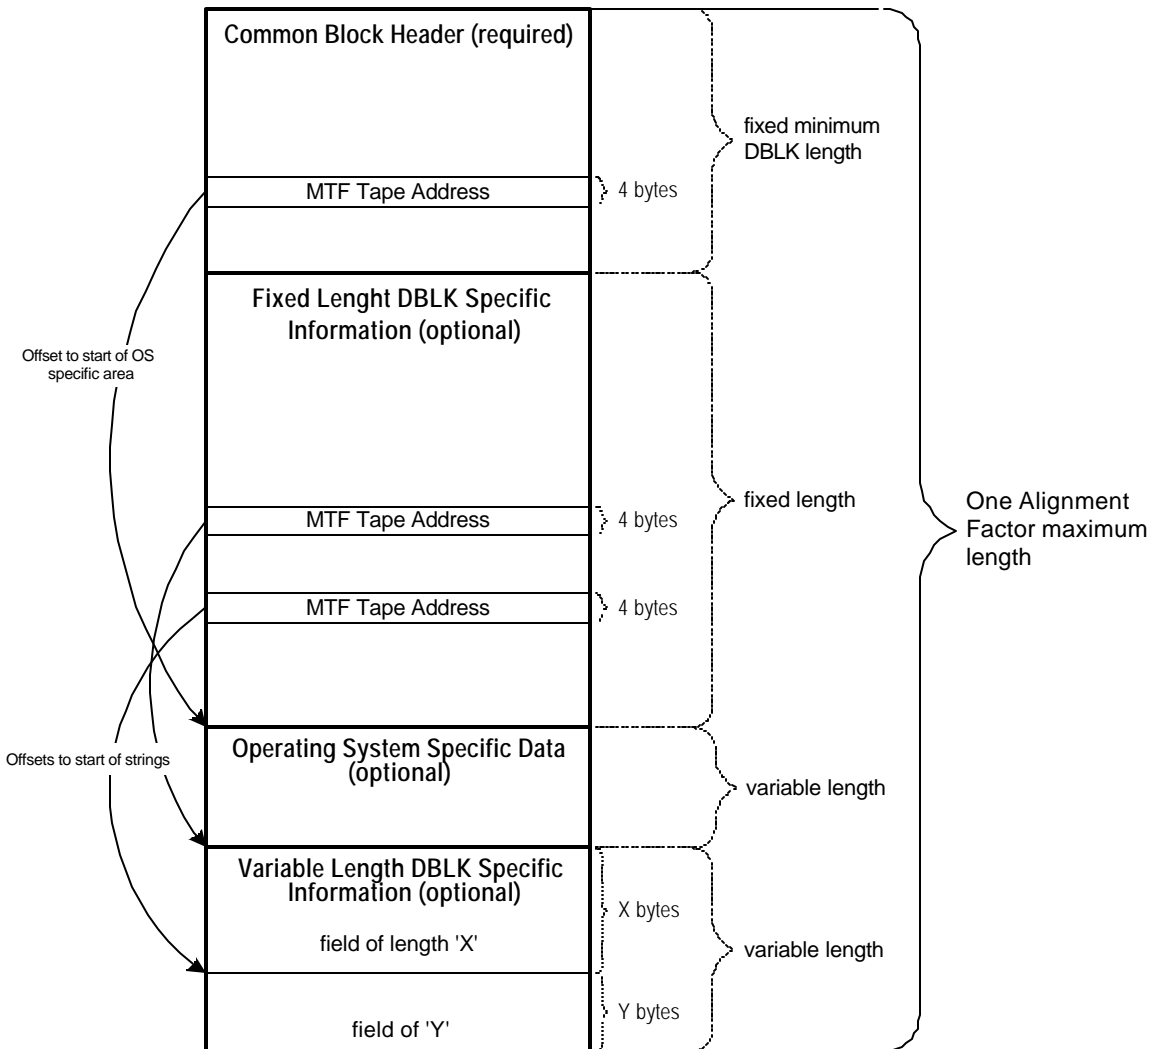 Common Block Header (required)
fixed minimum
DBLK length
MTF Tape Address
4 bytes
Fixed Lenght DBLK Specific
Information (optional)
Offset to start of OS
specific area
fixed length
One Alignment
Factor maximum
length
MTF Tape Address
4 bytes
MTF Tape Address
4 bytes
Operating System Specific Data
(optional)
Offsets to start of strings
variable length
Variable Length DBLK Specific
Information (optional)
X bytes
field of length 'X'
variable length
Y bytes
field of 'Y'